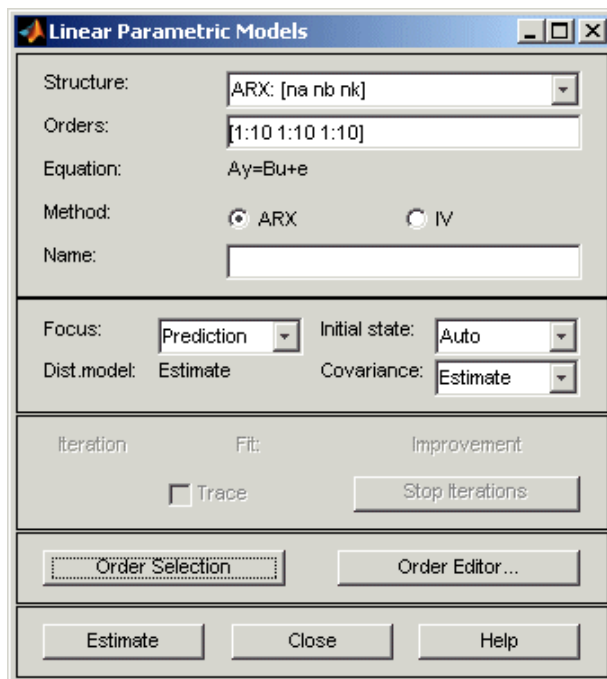 Linear Parametric Models
Structure: ARX: [na nb nk]
Orders: [1:10 1:10 1:10]
Equation: Ay=Bu+e
Method: ARX IV
Name:
Focus: Prediction Initial state: Auto
Dist.model: Estimate Covariance: Estimate
Iteration Fit: Improvement
Trace Stop Iterations
Order Selection Order Editor...
Estimate Close Help